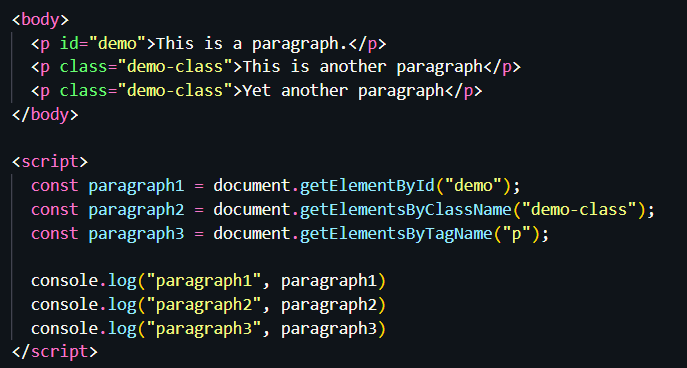 <body>
<p id="demo">This is a paragraph.</p>
<p class="demo-class">This is another paragraph</p>
<p class="demo-class">Yet another paragraph</p>
</body>
<script>
const paragraph1 = document.getElementById("demo");
const paragraph2 = document.getElementsByClassName("demo-class");
const paragraph3 = document.getElementsByTagName("p");
console.log("paragraph1", paragraph1)
console.log("paragraph2", paragraph2)
console.log("paragraph3", paragraph3)
</script>